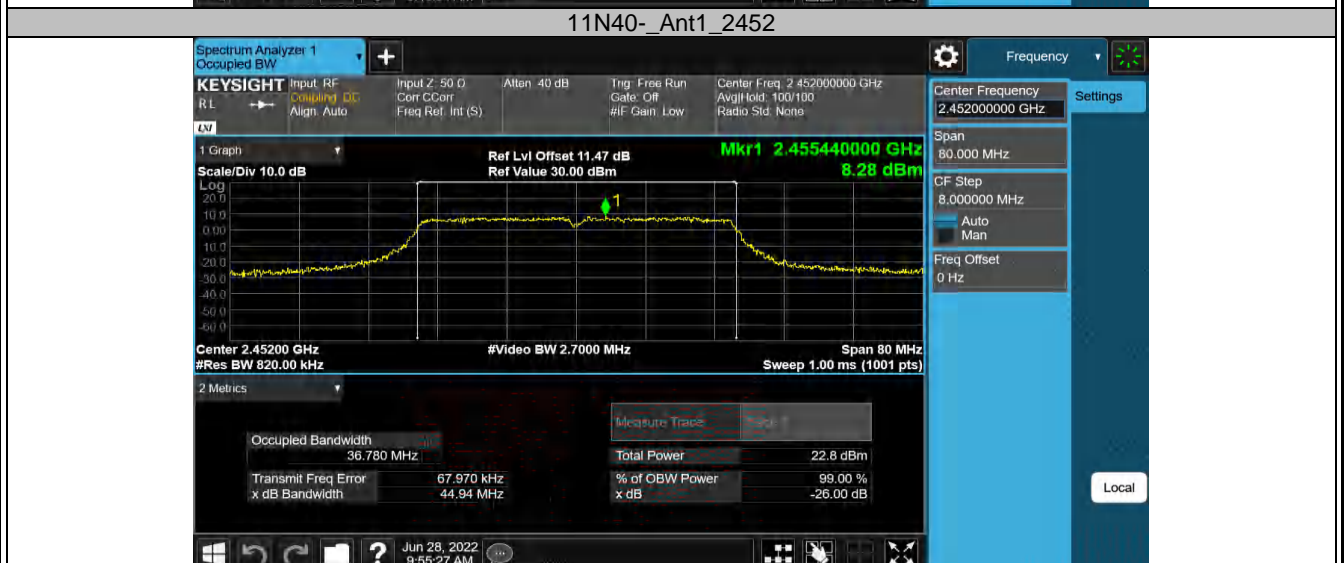 11N40-_Ant1_2452
Spectrum Analyzer 1
Occupied BW
+
Frequency
KEYSIGHT
Input: RF
Input Z: 50 Ω
Atten: 40 dB
Trig: Free Run
Center Freq: 2.452000000 GHz
RL
Coupling: DC
Corr CCorr
Gate: Off
Avg|Hold: 100/100
Align: Auto
Freq Ref: Int (S)
#IF Gain: Low
Radio Std: None
LXI
Center Frequency
2.452000000 GHz
Settings
Span
80.000 MHz
CF Step
8.000000 MHz
Auto
Man
Freq Offset
0 Hz
1 Graph
Ref Lvl Offset 11.47 dB
Mkr1 2.455440000 GHz
Scale/Div 10.0 dB
Ref Value 30.00 dBm
8.28 dBm
Log
20.0
10.0
0.00
-10.0
-20.0
-30.0
-40.0
-50.0
-60.0
1
Center 2.45200 GHz
#Video BW 2.7000 MHz
Span 80 MHz
#Res BW 820.00 kHz
Sweep 1.00 ms (1001 pts)
2 Metrics
Measure Trace
Occupied Bandwidth
36.780 MHz
Total Power
22.8 dBm
Transmit Freq Error
67.970 kHz
% of OBW Power
99.00 %
x dB Bandwidth
44.94 MHz
x dB
-26.00 dB
Local
?
Jun 28, 2022
9:55:27 AM